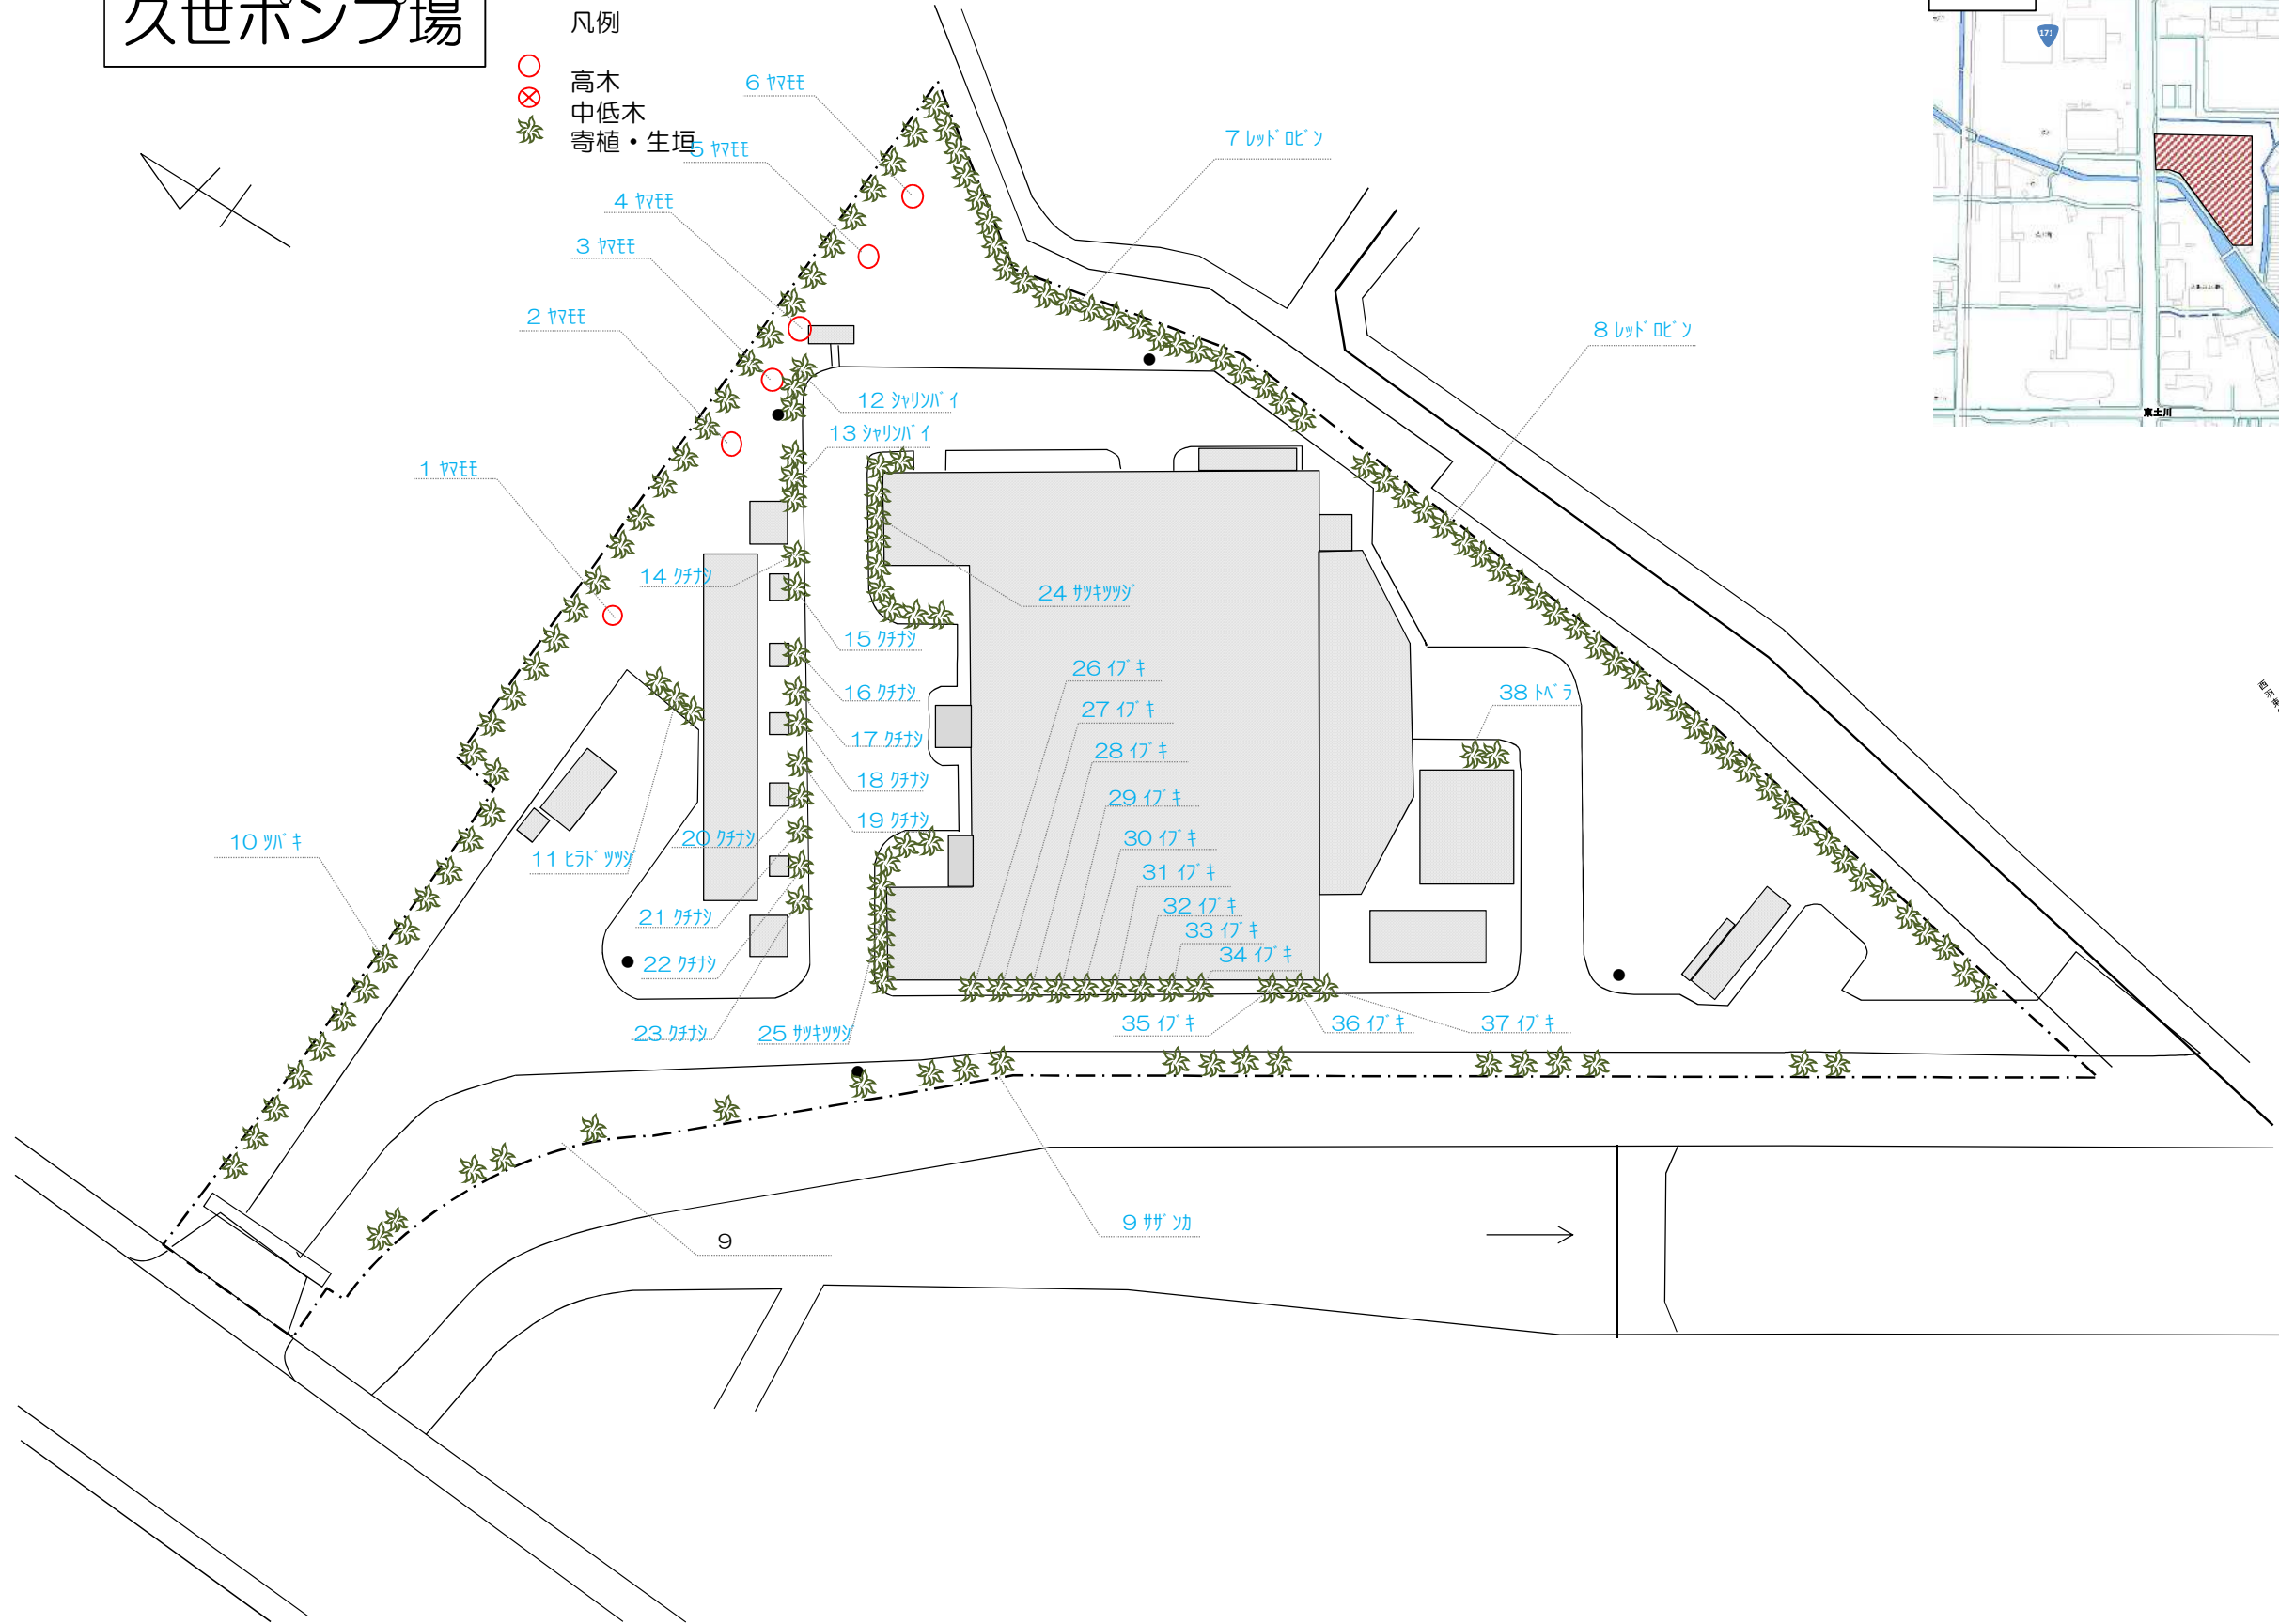 久世ポンプ場
凡例
高木
中低木
寄植・生垣
6 ﾔﾏﾓﾓ
5 ﾔﾏﾓﾓ
4 ﾔﾏﾓﾓ
3 ﾔﾏﾓﾓ
2 ﾔﾏﾓﾓ
1 ﾔﾏﾓﾓ
7 ﾚｯﾄﾞﾛﾋﾞﾝ
8 ﾚｯﾄﾞﾛﾋﾞﾝ
12 ｼｬﾘﾝﾊﾞｲ
13 ｼｬﾘﾝﾊﾞｲ
14 ｸﾁﾅｼ
15 ｸﾁﾅｼ
16 ｸﾁﾅｼ
17 ｸﾁﾅｼ
18 ｸﾁﾅｼ
19 ｸﾁﾅｼ
20 ｸﾁﾅｼ
21 ｸﾁﾅｼ
22 ｸﾁﾅｼ
23 ｸﾁﾅｼ
24 ｻﾂｷﾂﾂｼﾞ
25 ｻﾂｷﾂﾂｼﾞ
26 ｲﾌﾞｷ
27 ｲﾌﾞｷ
28 ｲﾌﾞｷ
29 ｲﾌﾞｷ
30 ｲﾌﾞｷ
31 ｲﾌﾞｷ
32 ｲﾌﾞｷ
33 ｲﾌﾞｷ
34 ｲﾌﾞｷ
35 ｲﾌﾞｷ
36 ｲﾌﾞｷ
37 ｲﾌﾞｷ
38 ﾄﾍﾞﾗ
10 ﾂﾊﾞｷ
11 ﾋﾗﾄﾞﾂﾂｼﾞ
9
9 ｻｻﾞﾝｶ
171
東土川